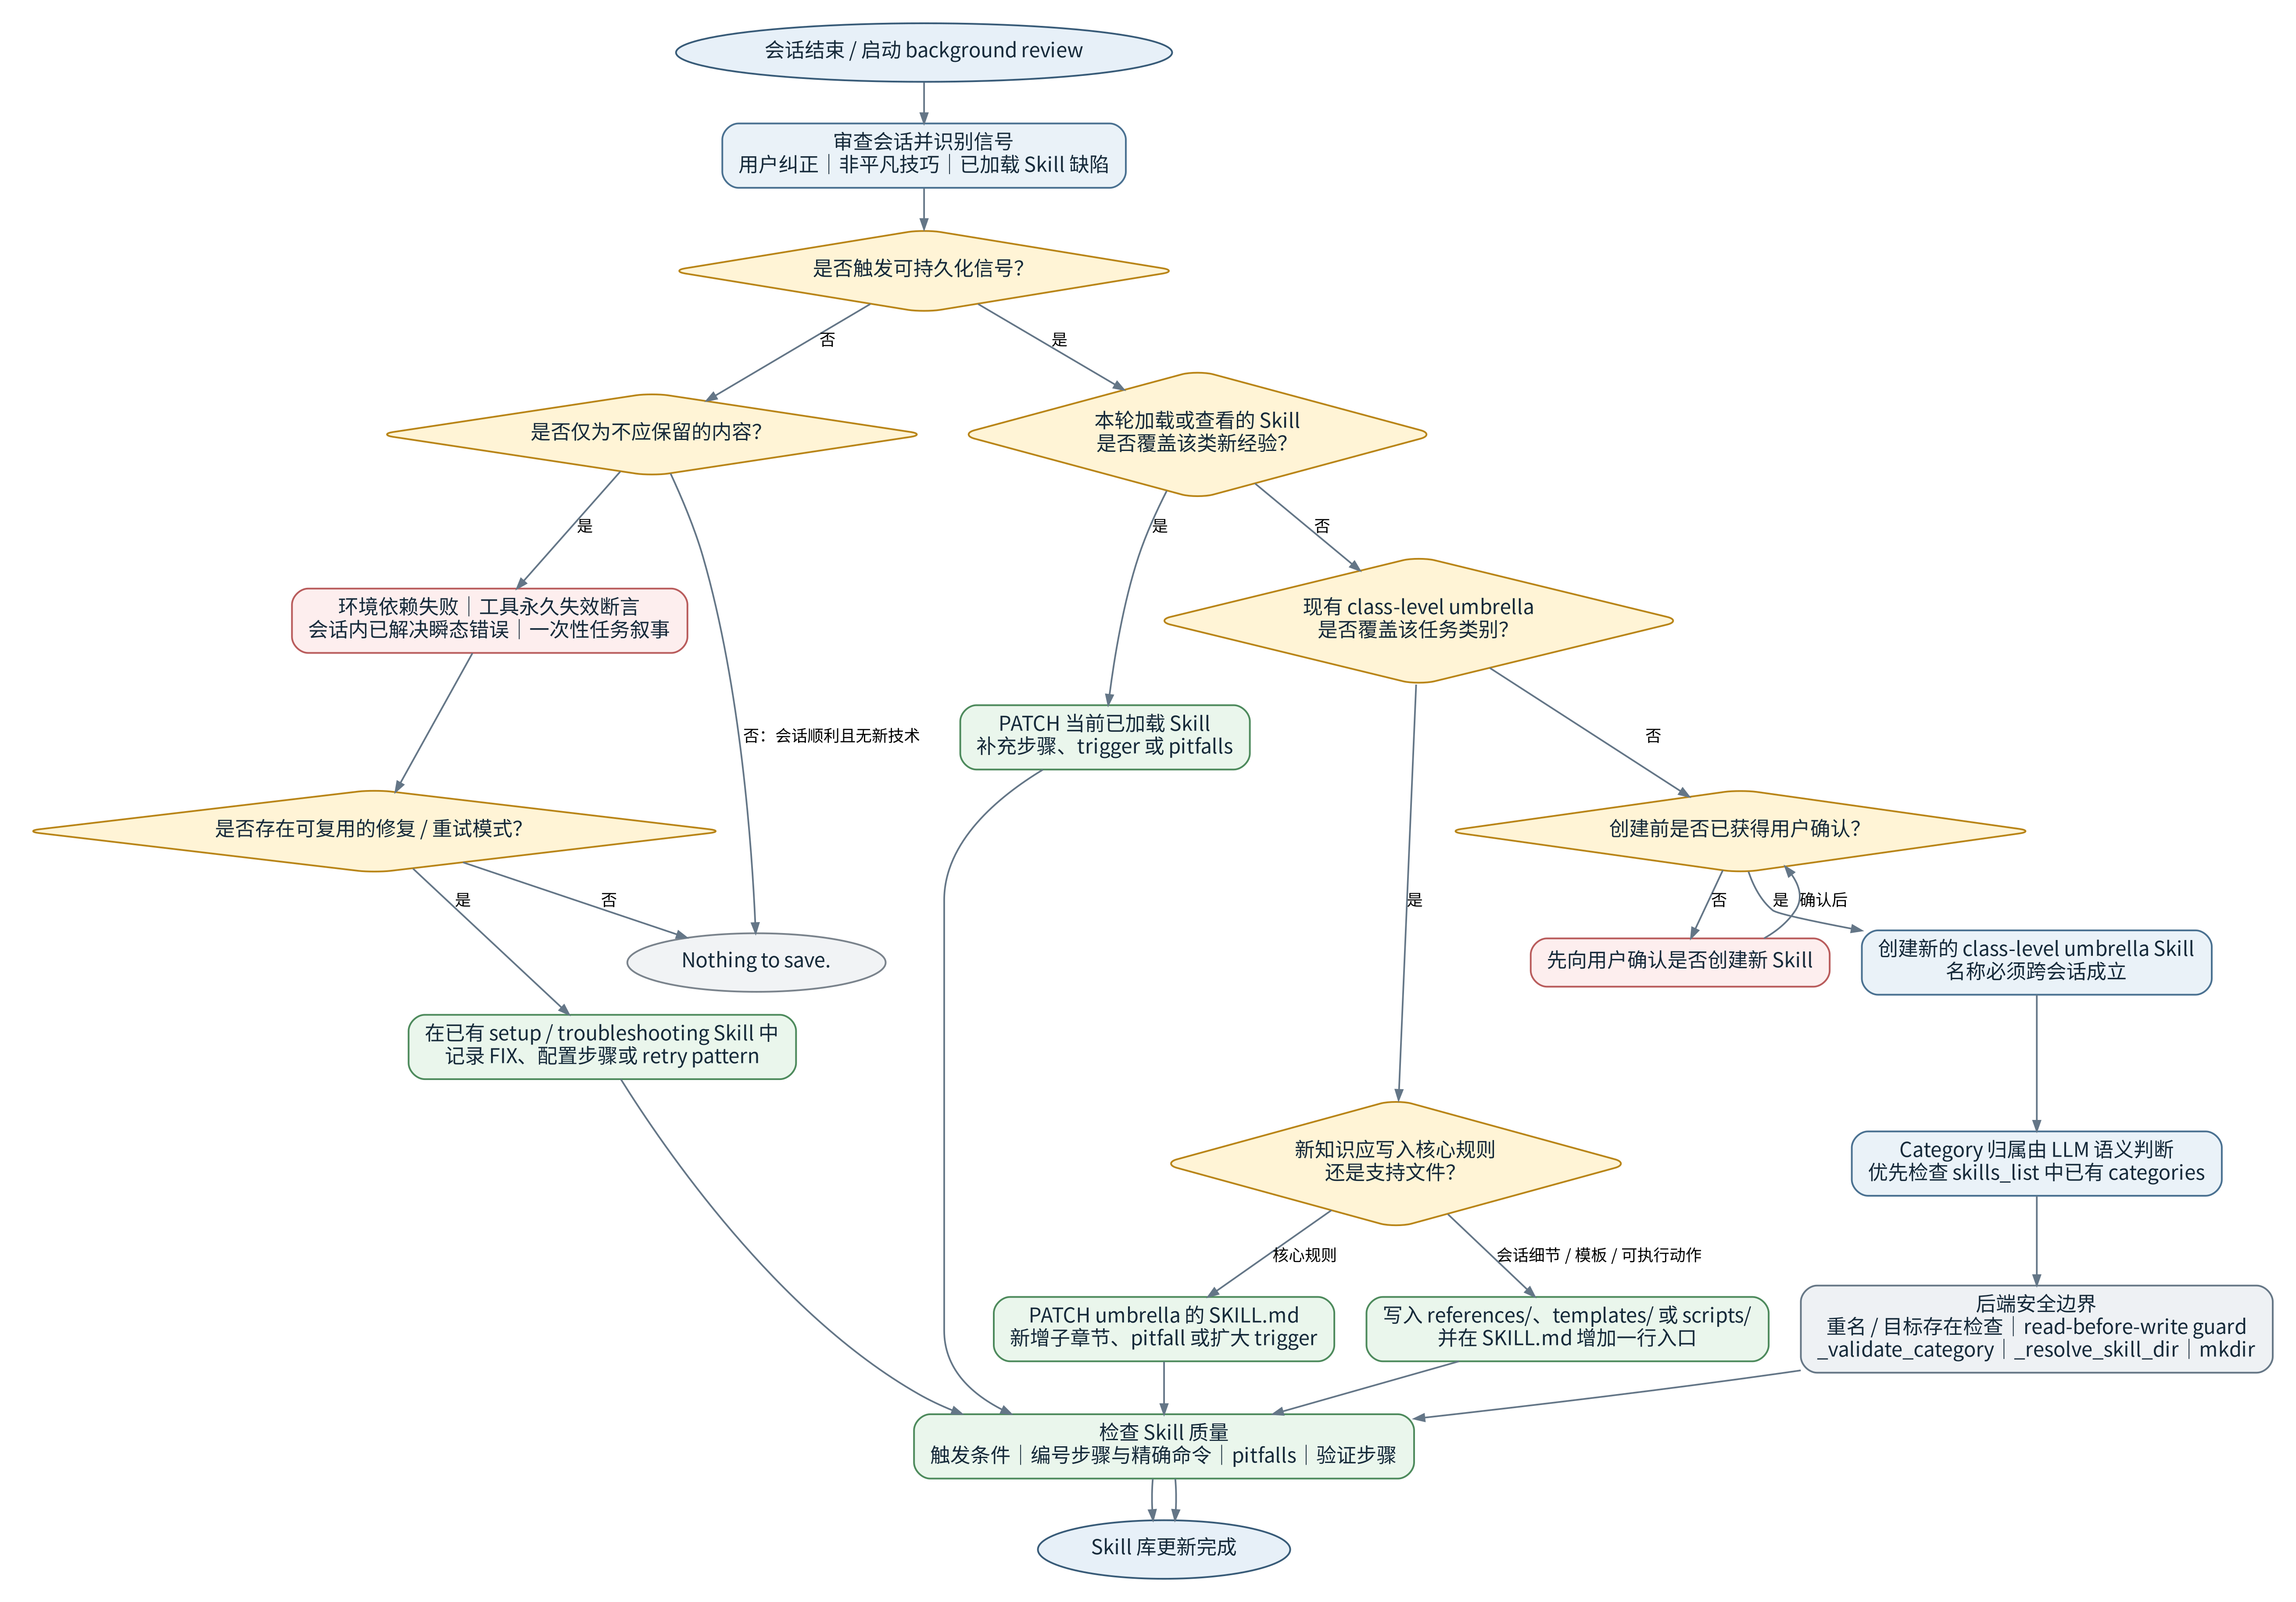 会话结束 / 启动 background review
审查会话并识别信号
用户纠正｜非平凡技巧｜已加载 Skill 缺陷
是否触发可持久化信号？
否
是
是否仅为不应保留的内容？
本轮加载或查看的 Skill
是否覆盖该类新经验？
是
是
否
现有 class-level umbrella
是否覆盖该任务类别？
环境依赖失败｜工具永久失效断言
会话内已解决瞬态错误｜一次性任务叙事
否：会话顺利且无新技术
PATCH 当前已加载 Skill
补充步骤、trigger 或 pitfalls
否
是否存在可复用的修复 / 重试模式？
创建前是否已获得用户确认？
是
否
是
否
是
确认后
Nothing to save.
先向用户确认是否创建新 Skill
创建新的 class-level umbrella Skill
名称必须跨会话成立
在已有 setup / troubleshooting Skill 中
记录 FIX、配置步骤或 retry pattern
新知识应写入核心规则
还是支持文件？
Category 归属由 LLM 语义判断
优先检查 skills_list 中已有 categories
核心规则
会话细节 / 模板 / 可执行动作
PATCH umbrella 的 SKILL.md
新增子章节、pitfall 或扩大 trigger
写入 references/、templates/ 或 scripts/
并在 SKILL.md 增加一行入口
后端安全边界
重名 / 目标存在检查｜read-before-write guard
_validate_category｜_resolve_skill_dir｜mkdir
检查 Skill 质量
触发条件｜编号步骤与精确命令｜pitfalls｜验证步骤
Skill 库更新完成